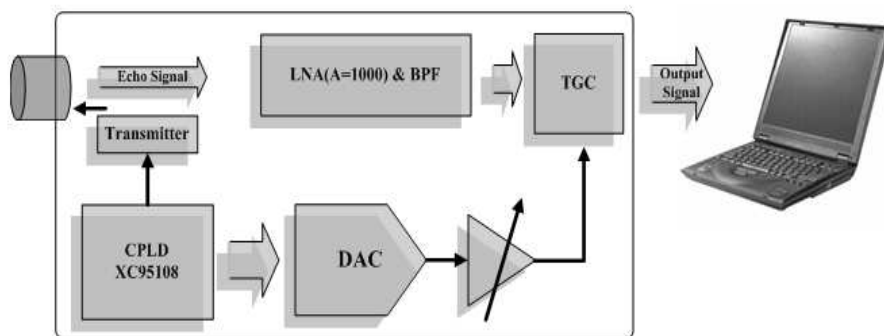 Echo Signal
LNA(A=1000) & BPF
TGC
Output
Signal
Transmitter
CPLD
XC95108
DAC